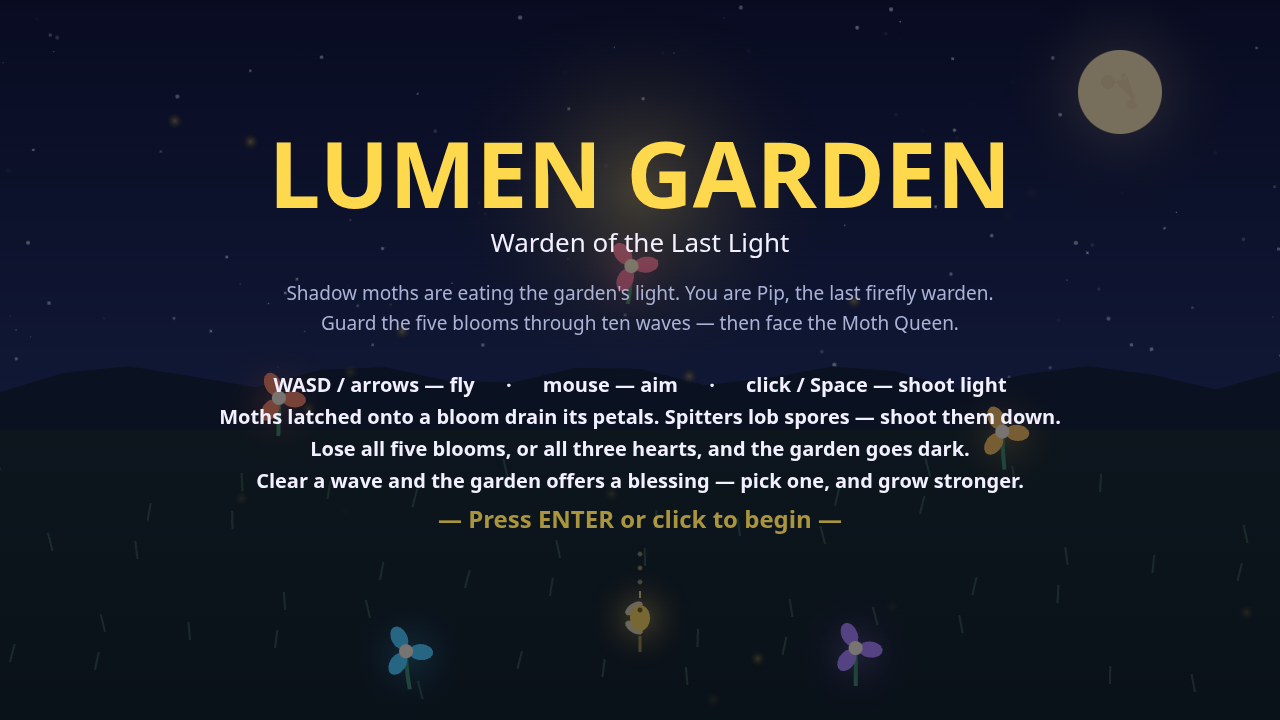 LUMEN GARDEN
Warden of the Last Light
Shadow moths are eating the garden's light. You are Pip, the last firefly warden.
Guard the five blooms through ten waves — then face the Moth Queen.
WASD / arrows — fly · mouse — aim · click / Space — shoot light
Moths latched onto a bloom drain its petals. Spitters lob spores — shoot them down.
Lose all five blooms, or all three hearts, and the garden goes dark.
Clear a wave and the garden offers a blessing — pick one, and grow stronger.
— Press ENTER or click to begin —